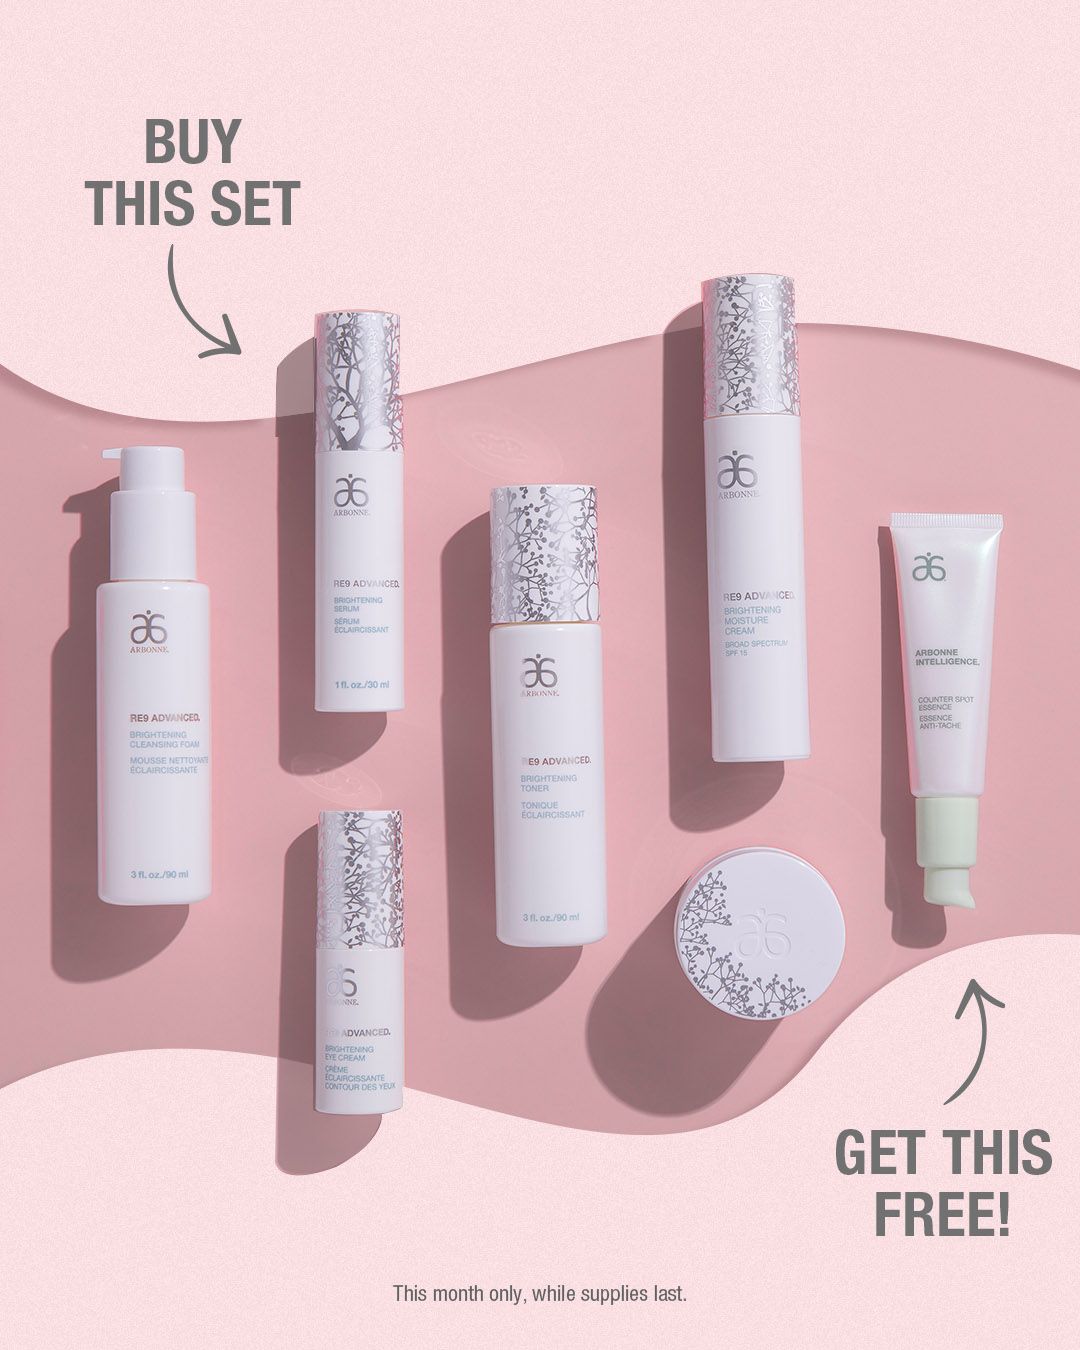 BUY
THIS SET
ARBONNE.
RE9 ADVANCED.
BRIGHTENING
CLEANSING FOAM
MOUSSE NETTOYANTE
ÉCLAIRCISSANTE
3 fl. oz./90 ml
ARBONNE.
RE9 ADVANCED.
BRIGHTENING
SERUM
SÉRUM
ÉCLAIRCISSANT
1 fl. oz./30 ml
ARBONNE.
RE9 ADVANCED.
BRIGHTENING
EYE CREAM
CRÈME
ÉCLAIRCISSANTE
CONTOUR DES YEUX
ARBONNE.
RE9 ADVANCED.
BRIGHTENING
TONER
TONIQUE
ÉCLAIRCISSANT
3 fl. oz./90 ml
ARBONNE.
RE9 ADVANCED.
BRIGHTENING
MOISTURE
CREAM
BROAD SPECTRUM
SPF 15
ARBONNE
INTELLIGENCE.
COUNTER SPOT
ESSENCE
ESSENCE
ANTI-TACHE
GET THIS
FREE!
This month only, while supplies last.